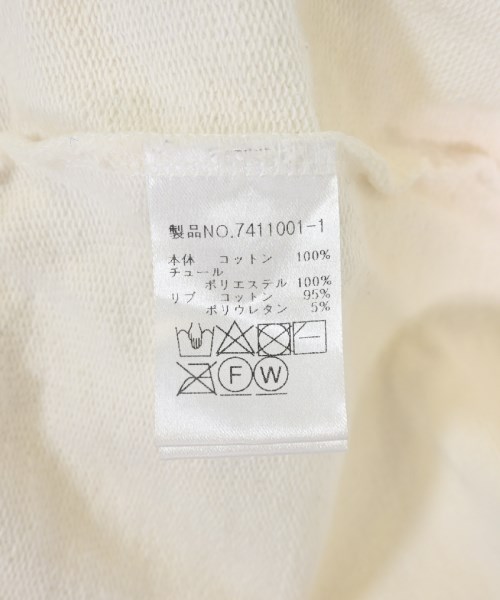 製品NO.7411001-1
本体 コットン 100%
チュール
ポリエステル 100%
リブ コットン 95%
ポリウレタン 5%
F W